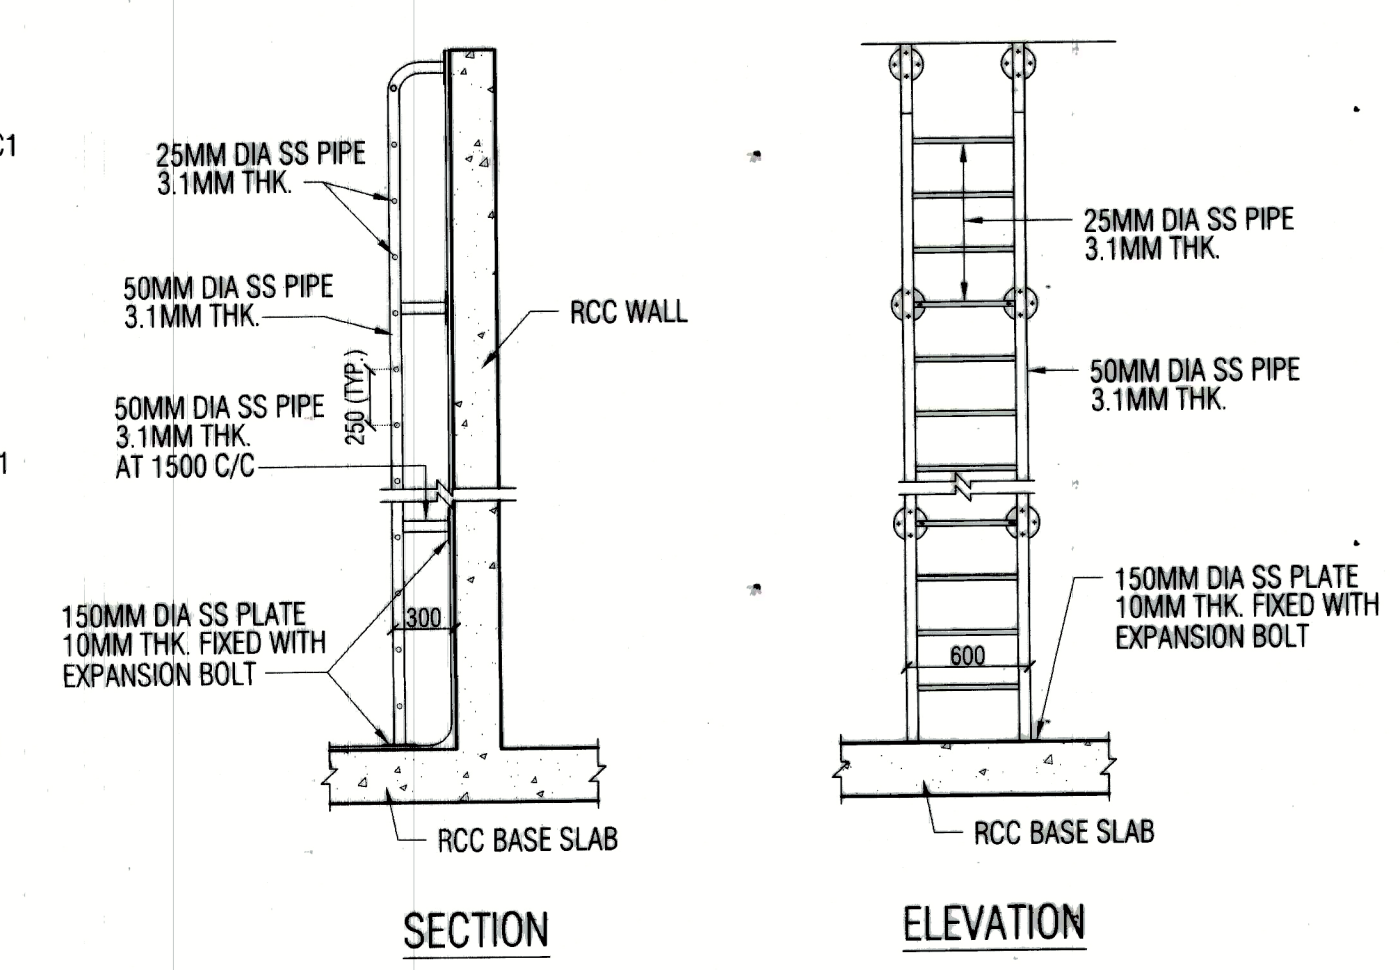 C1
25MM DIA SS PIPE
3.1MM THK.
50MM DIA SS PIPE
3.1MM THK.
250 (TYP.)
50MM DIA SS PIPE
3.1MM THK.
AT 1500 C/C
1
150MM DIA SS PLATE
10MM THK. FIXED WITH
EXPANSION BOLT
300
RCC WALL
RCC BASE SLAB
SECTION
25MM DIA SS PIPE
3.1MM THK.
50MM DIA SS PIPE
3.1MM THK.
150MM DIA SS PLATE
10MM THK. FIXED WITH
EXPANSION BOLT
600
RCC BASE SLAB
ELEVATION